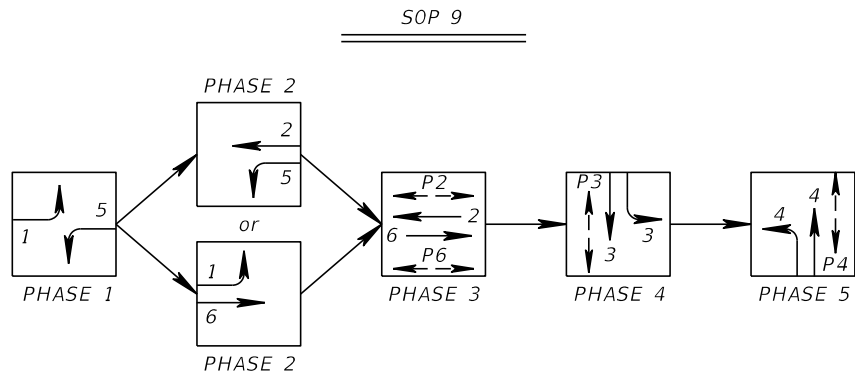 SOP 9
PHASE 2
2
5
1
5
PHASE 1
or
1
6
PHASE 2
P2
2
6
P6
PHASE 3
P3
3
3
PHASE 4
4
4
P4
PHASE 5